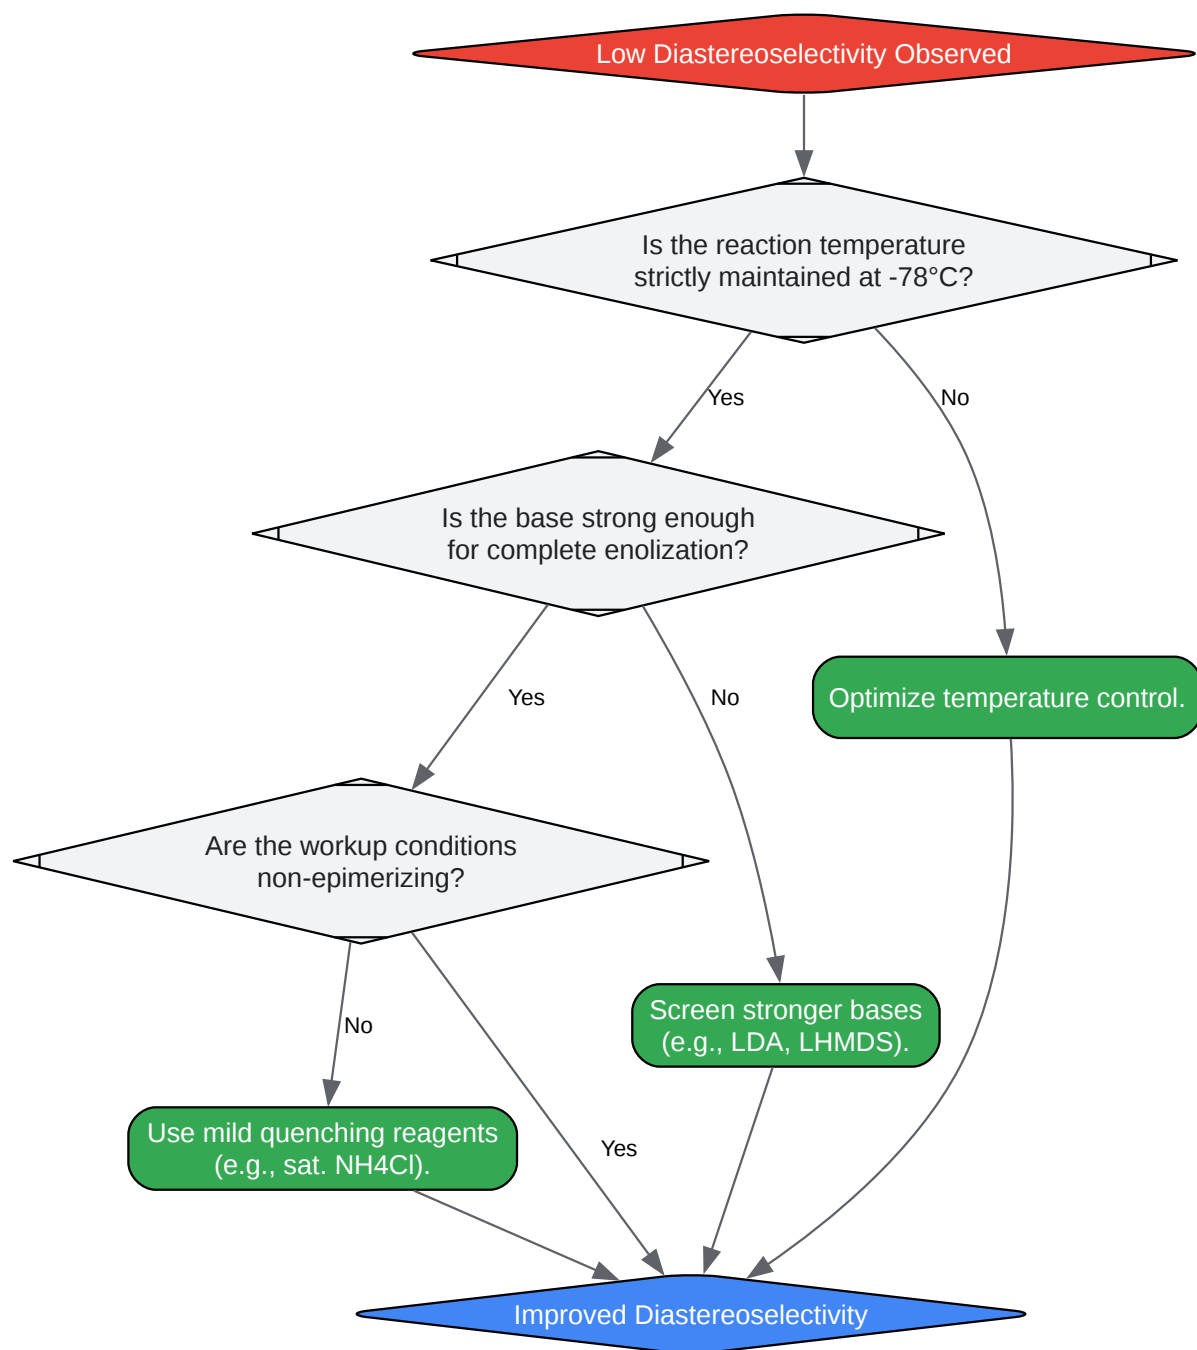 Low Diastereoselectivity Observed
Is the reaction temperature
strictly maintained at -78°C?
Yes
No
Is the base strong enough
for complete enolization?
Yes
No
Optimize temperature control.
Are the workup conditions
non-epimerizing?
Screen stronger bases
(e.g., LDA, LHMDS).
No
Use mild quenching reagents
(e.g., sat. NH4Cl).
Yes
Improved Diastereoselectivity